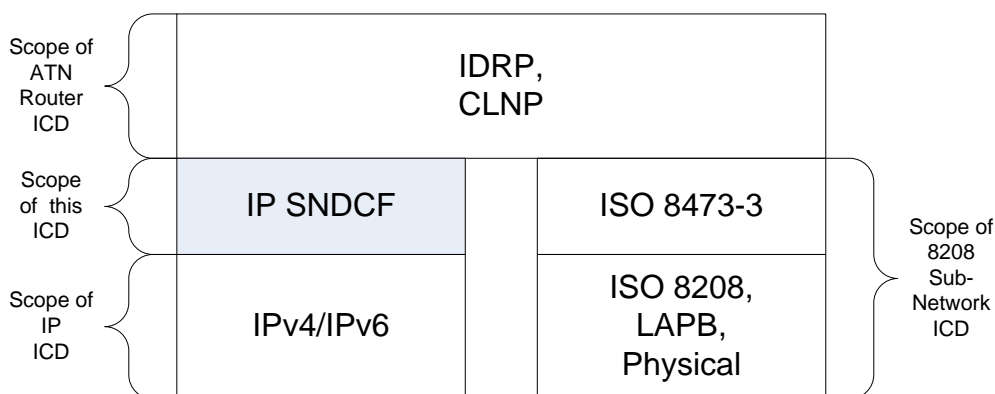 Scope of
ATN
Router
ICD
IDRP,
CLNP
Scope
of this
ICD
IP SNDCF
ISO 8473-3
Scope of
IP
ICD
IPv4/IPv6
ISO 8208,
LAPB,
Physical
Scope of
8208
Sub-
Network
ICD